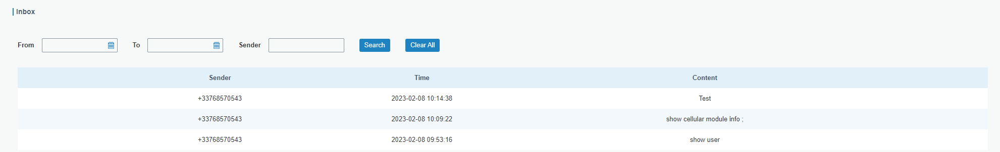 Inbox
From To Sender Search Clear All
Sender Time Content
+33768570543 2023-02-08 10:14:38 Test
+33768570543 2023-02-08 10:09:22 show cellular module info ;
+33768570543 2023-02-08 09:53:16 show user